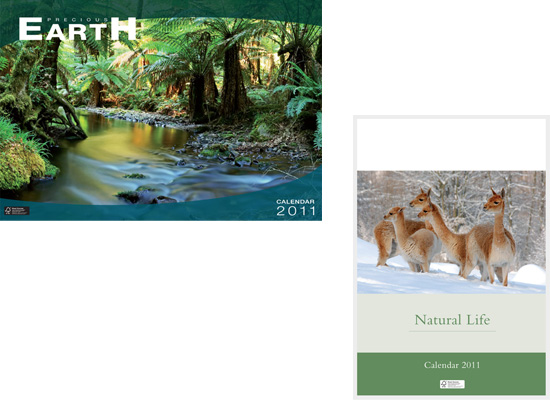 PRECIOUS
EARTH
CALENDAR
2011
Natural Life
Calendar 2011